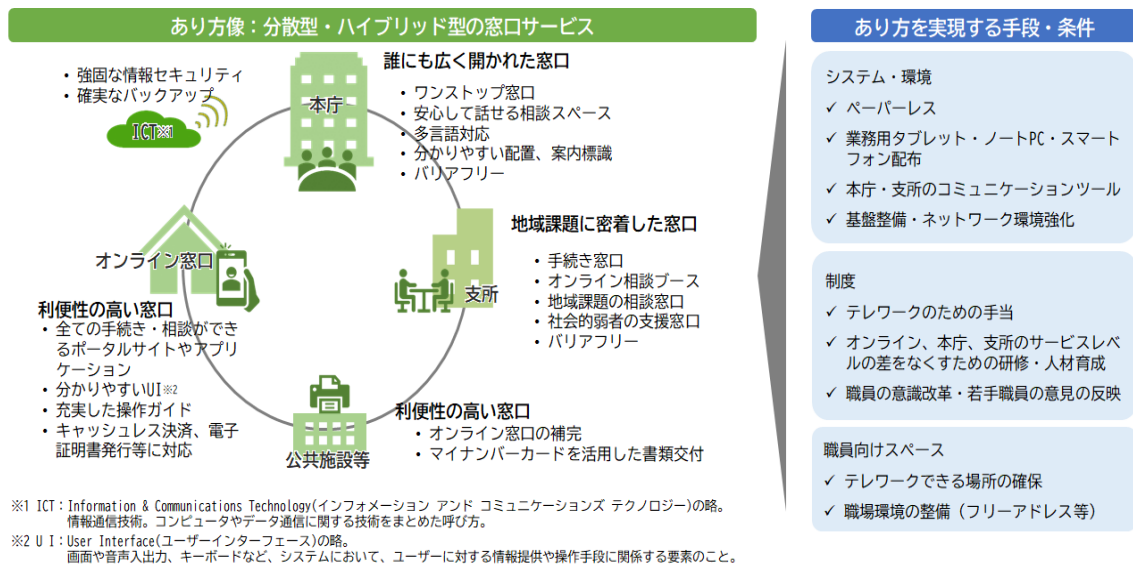 あり方像：分散型・ハイブリッド型の窓口サービス
・強固な情報セキュリティ
・確実なバックアップ
ICT※1
本庁
誰にも広く開かれた窓口
・ワンストップ窓口
・安心して話せる相談スペース
・多言語対応
・分かりやすい配置、案内標識
・バリアフリー
地域課題に密着した窓口
支所
・手続き窓口
・オンライン相談ブース
・地域課題の相談窓口
・社会的弱者の支援窓口
・バリアフリー
オンライン窓口
利便性の高い窓口
・全ての手続き・相談ができ
るポータルサイトやアプリ
ケーション
・分かりやすいUI※2
・充実した操作ガイド
・キャッシュレス決済、電子
証明書発行等に対応
公共施設等
利便性の高い窓口
・オンライン窓口の補完
・マイナンバーカードを活用した書類交付
※1 ICT：Information & Communications Technology(インフォメーション アンド コミュニケーションズ テクノロジー)の略。
情報通信技術。コンピュータやデータ通信に関する技術をまとめた呼び方。
※2 U I：User Interface(ユーザーインターフェース)の略。
画面や音声入出力、キーボードなど、システムにおいて、ユーザーに対する情報提供や操作手段に関係する要素のこと。
あり方を実現する手段・条件
システム・環境
✓ ペーパーレス
✓ 業務用タブレット・ノートPC・スマート
フォン配布
✓ 本庁・支所のコミュニケーションツール
✓ 基盤整備・ネットワーク環境強化
制度
✓ テレワークのための手当
✓ オンライン、本庁、支所のサービスレベ
ルの差をなくすための研修・人材育成
✓ 職員の意識改革・若手職員の意見の反映
職員向けスペース
✓ テレワークできる場所の確保
✓ 職場環境の整備（フリーアドレス等）